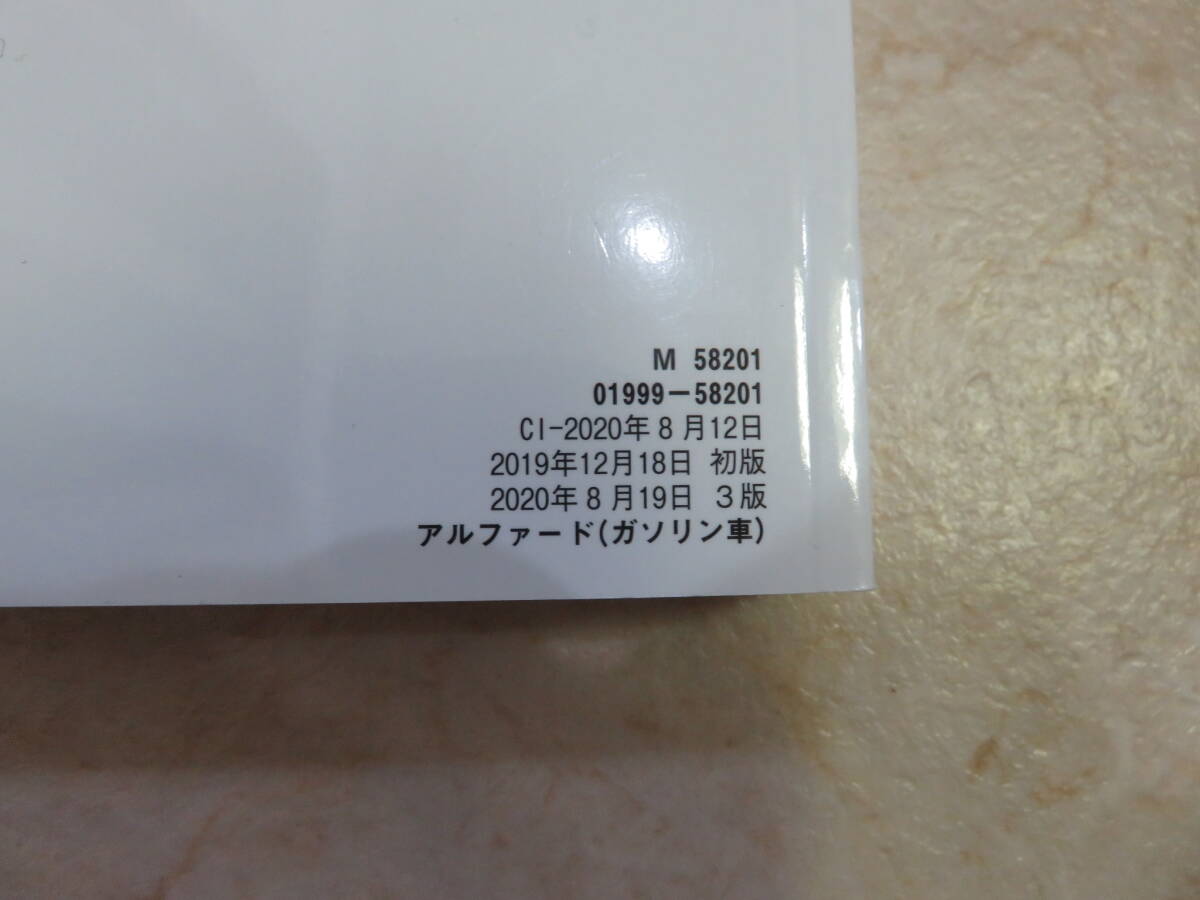 M 58201
01999-58201
CI-2020年8月12日
2019年12月18日 初版
2020年8月19日 3版
アルファード(ガソリン車)